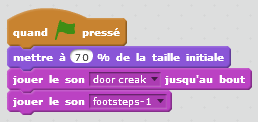 quand pressé
mettre à 70 % de la taille initiale
jouer le son door creak jusqu'au bout
jouer le son footsteps-1